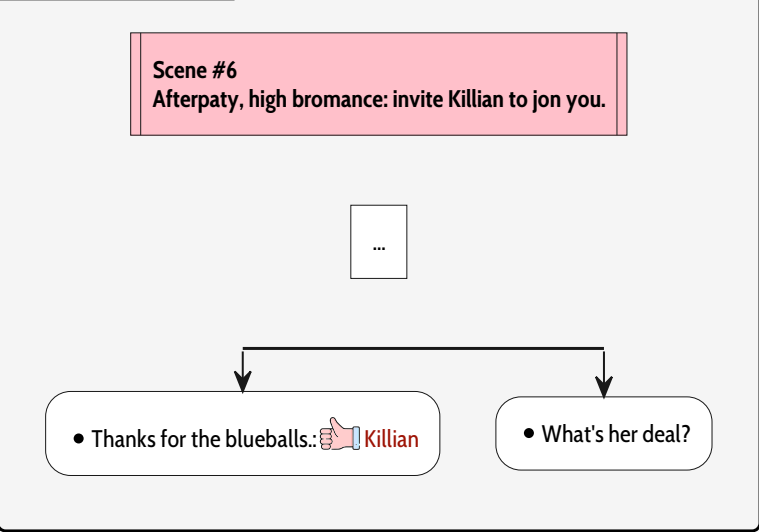 Scene #6
Afterpaty, high bromance: invite Killian to jon you.
...
• Thanks for the blueballs.: Killian
• What's her deal?